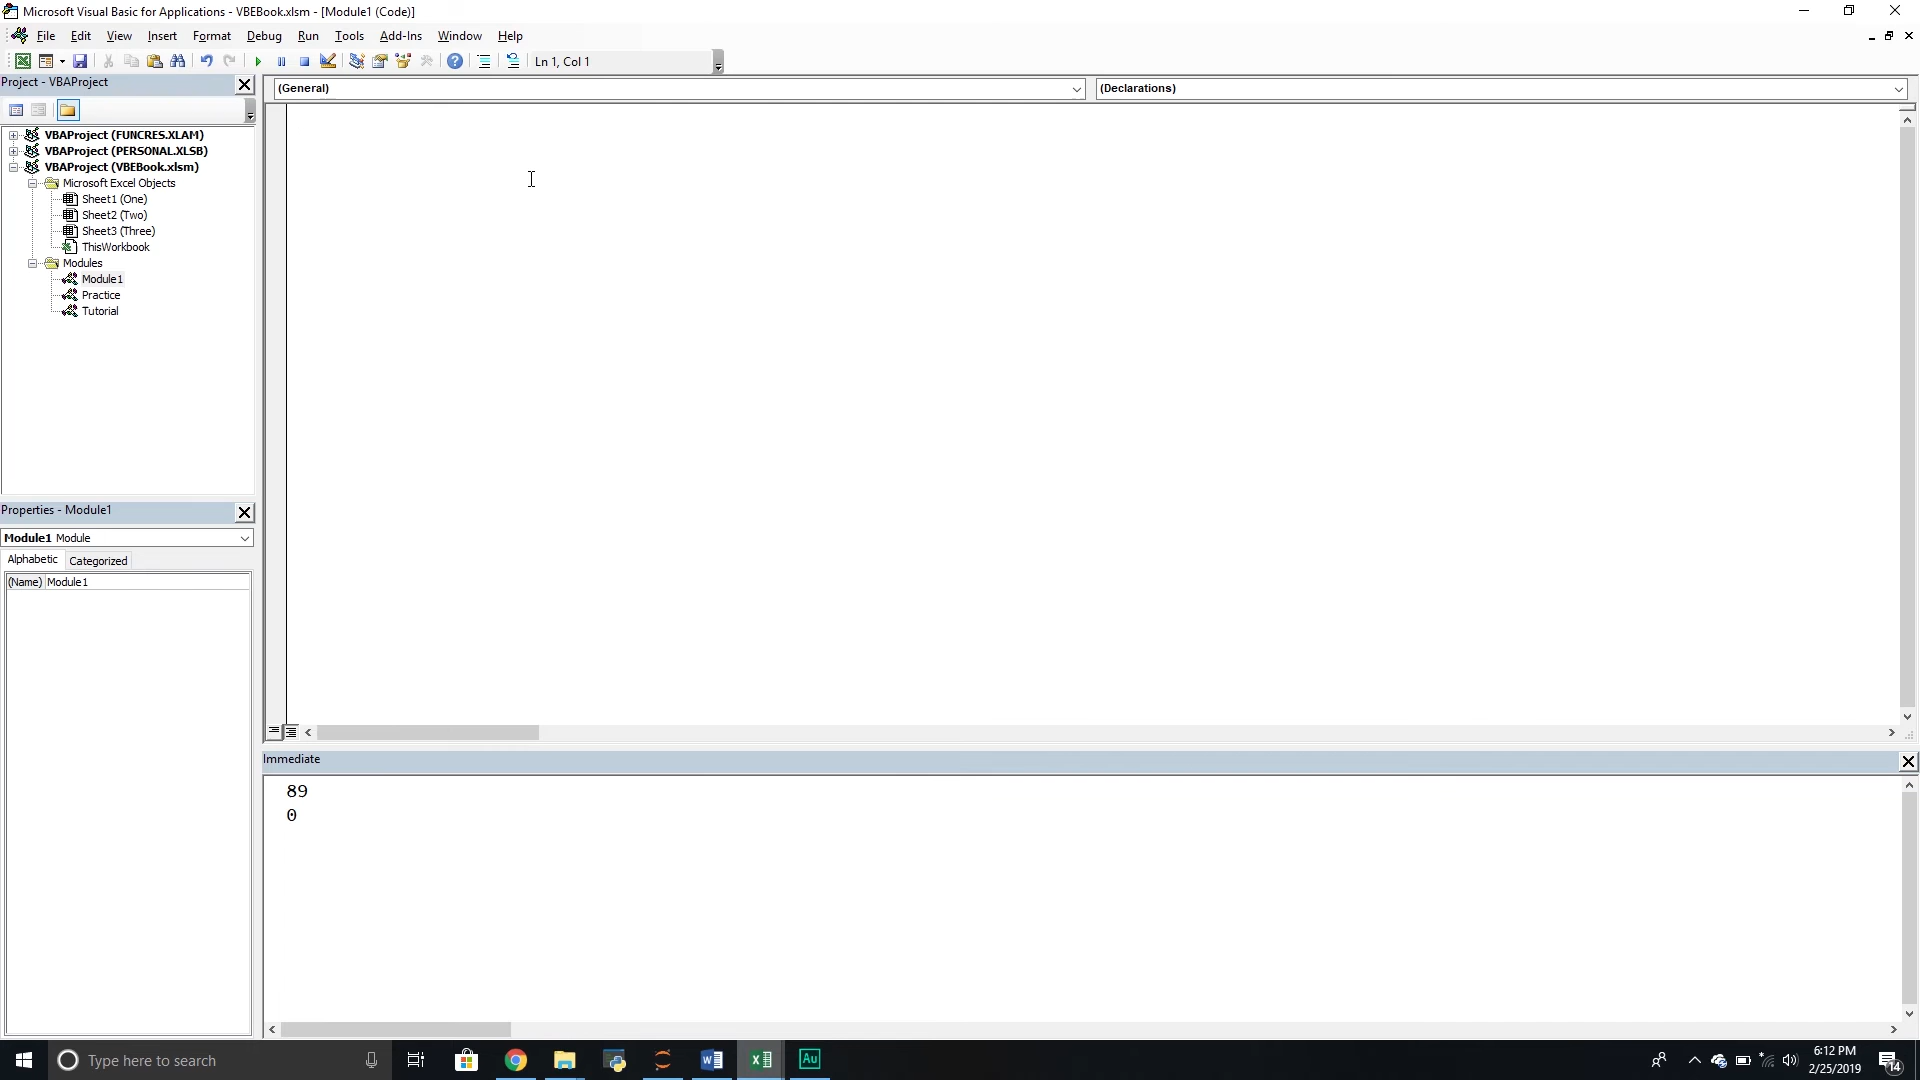 Microsoft Visual Basic for Applications - VBEBook.xlsm - [Module1 (Code)]
File Edit View Insert Format Debug Run Tools Add-Ins Window Help
Ln 1, Col 1
Project - VBAProject
(General)
(Declarations)
VBAProject (FUNCRES.XLAM)
VBAProject (PERSONAL.XLSB)
VBAProject (VBEBook.xlsm)
Microsoft Excel Objects
Sheet1 (One)
Sheet2 (Two)
Sheet3 (Three)
ThisWorkbook
Modules
Module1
Practice
Tutorial
Properties - Module1
Module1 Module
Alphabetic Categorized
(Name) Module1
Immediate
89
0
Type here to search
Au
6:12 PM
2/25/2019
14